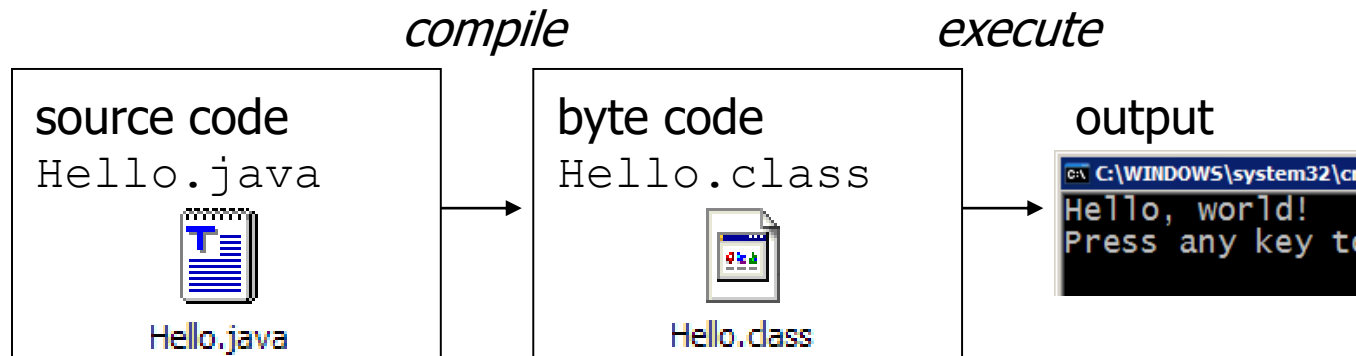 compile execute
source code
Hello.java
Hello.java
byte code
Hello.class
Hello.class
output
C:\WINDOWS\system32\c
Hello, world!
Press any key to